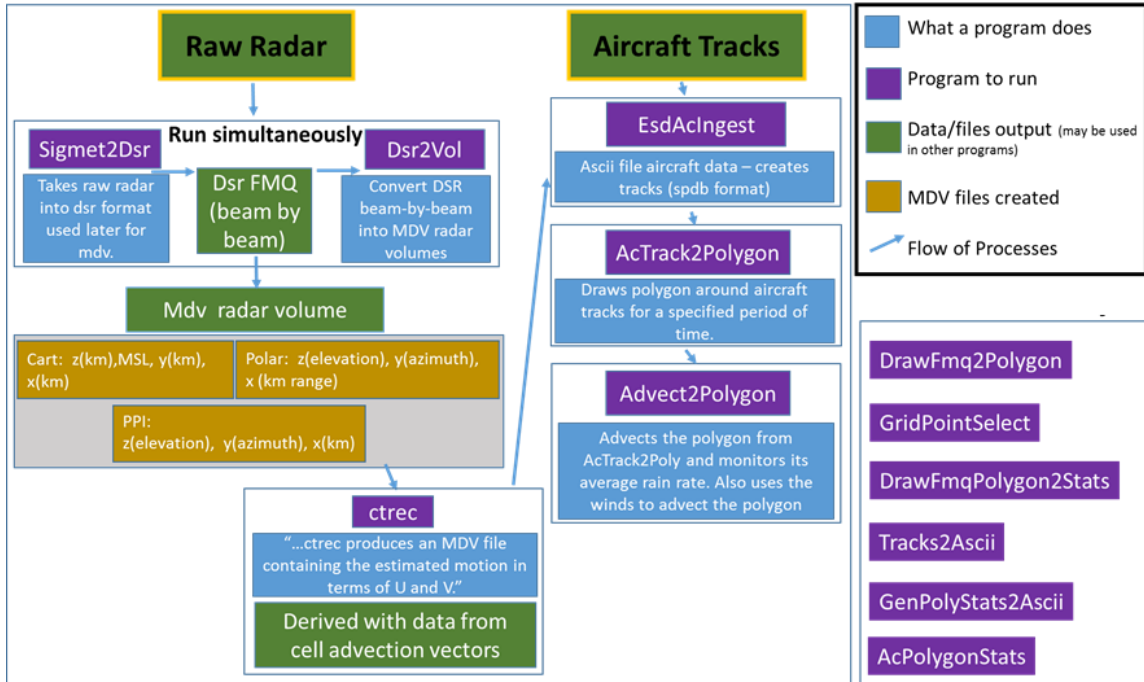 Raw Radar
Run simultaneously
Sigmet2Dsr
Takes raw radar
into dsr format
used later for
mdv.
Dsr FMQ
(beam by
beam)
Dsr2Vol
Convert DSR
beam-by-beam
into MDV radar
volumes
Mdv radar volume
Cart: z(km),MSL, y(km),
x(km)
Polar: z(elevation), y(azimuth),
x (km range)
PPI:
z(elevation), y(azimuth), x(km)
ctrec
“...ctrec produces an MDV file
containing the estimated motion in
terms of U and V.”
Derived with data from
cell advection vectors
Aircraft Tracks
EsdAcIngest
Ascii file aircraft data – creates
tracks (spdb format)
AcTrack2Polygon
Draws polygon around aircraft
tracks for a specified period of
time.
Advect2Polygon
Advects the polygon from
AcTrack2Poly and monitors its
average rain rate. Also uses the
winds to advect the polygon
What a program does
Program to run
Data/files output (may be used
in other programs)
MDV files created
Flow of Processes
-
DrawFmq2Polygon
GridPointSelect
DrawFmqPolygon2Stats
Tracks2Ascii
GenPolyStats2Ascii
AcPolygonStats